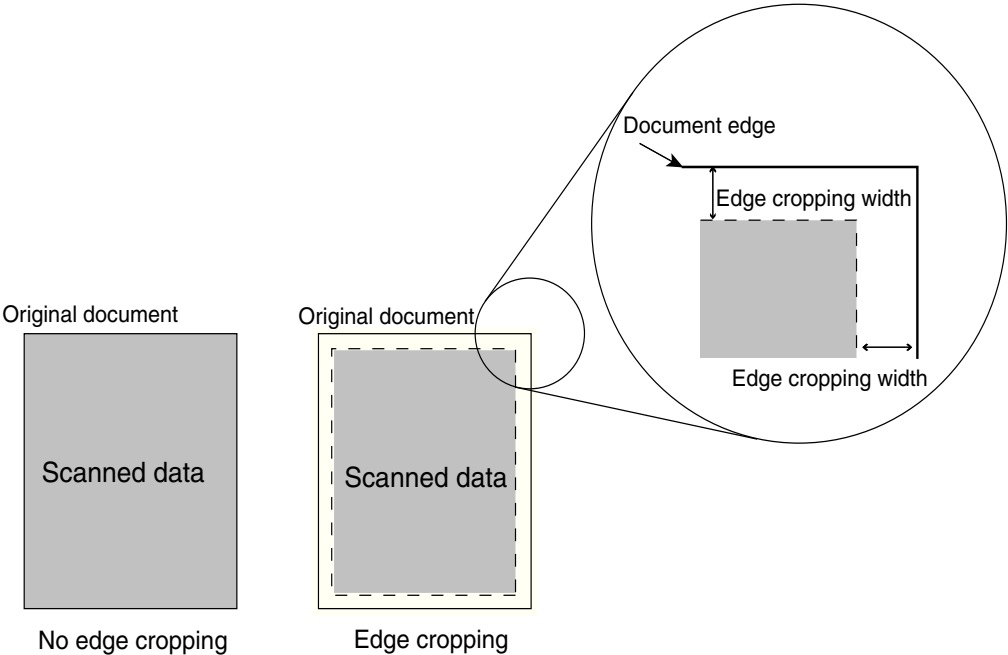 Document edge
Edge cropping width
Edge cropping width
Original document
Original document
Scanned data
Scanned data
No edge cropping
Edge cropping